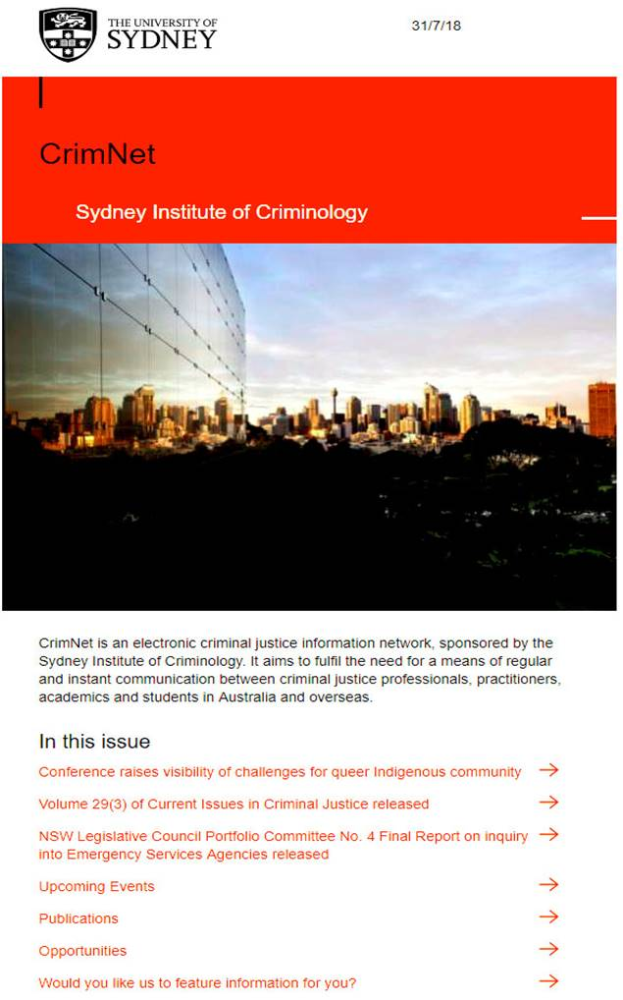 THE UNIVERSITY OF
SYDNEY
31/7/18
CrimNet
Sydney Institute of Criminology
CrimNet is an electronic criminal justice information network, sponsored by the
Sydney Institute of Criminology. It aims to fulfil the need for a means of regular
and instant communication between criminal justice professionals, practitioners,
academics and students in Australia and overseas.
In this issue
Conference raises visibility of challenges for queer Indigenous community
Volume 29(3) of Current Issues in Criminal Justice released
NSW Legislative Council Portfolio Committee No. 4 Final Report on inquiry
into Emergency Services Agencies released
Upcoming Events
Publications
Opportunities
Would you like us to feature information for you?